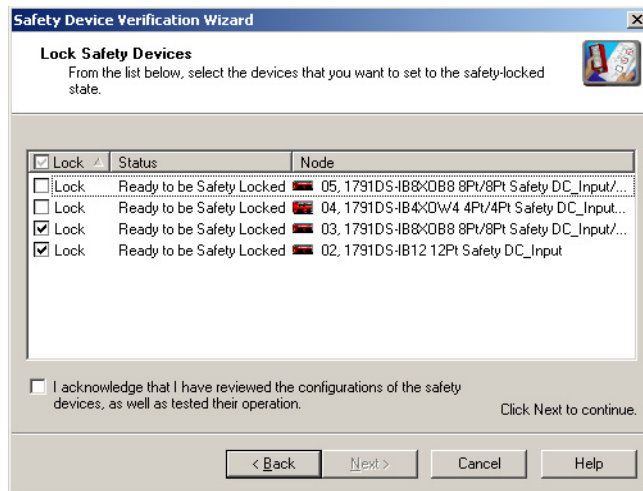 Safety Device Verification Wizard
Lock Safety Devices
From the list below, select the devices that you want to set to the safety-locked
state.
Lock Status Node
Lock Ready to be Safety Locked 05, 1791DS-IB8XOB8 8Pt/8Pt Safety DC_Input/...
Lock Ready to be Safety Locked 04, 1791DS-IB4XOW4 4Pt/4Pt Safety DC_Input...
Lock Ready to be Safety Locked 03, 1791DS-IB8XOB8 8Pt/8Pt Safety DC_Input/...
Lock Ready to be Safety Locked 02, 1791DS-IB12 12Pt Safety DC_Input
I acknowledge that I have reviewed the configurations of the safety
devices, as well as tested their operation.
Click Next to continue.
< Back Next > Cancel Help